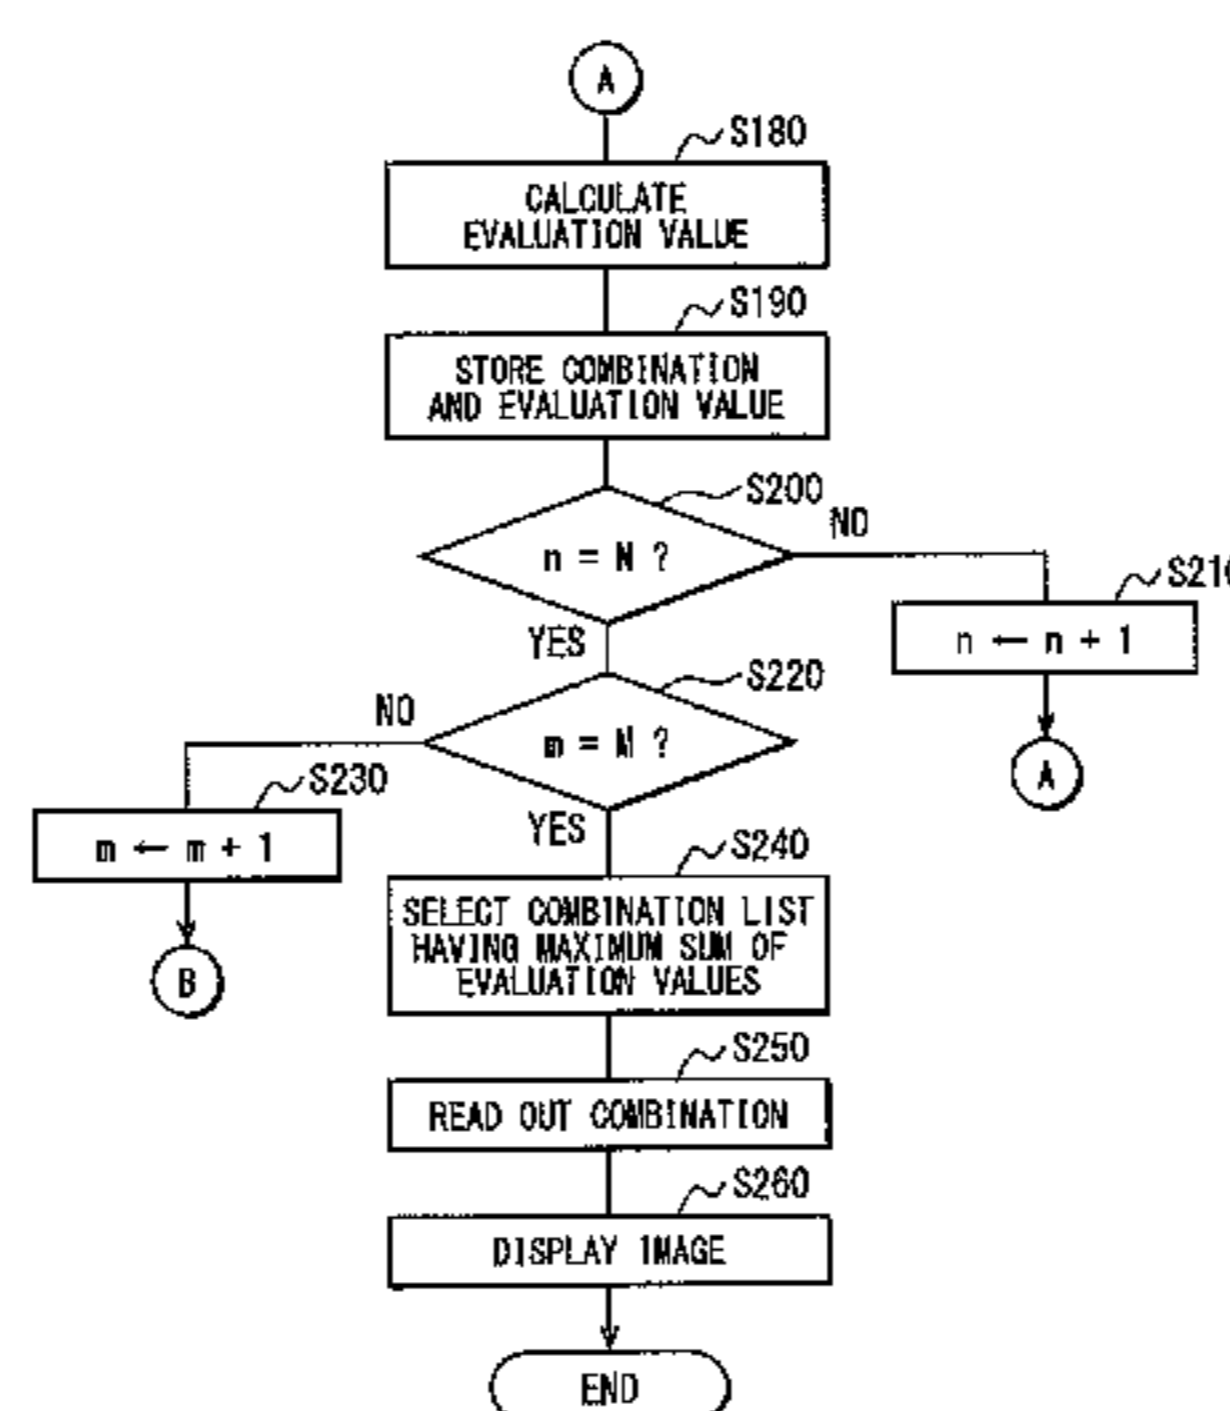 A
S180
CALCULATE
EVALUATION VALUE
S190
STORE COMBINATION
AND EVALUATION VALUE
S200
n = N ?
NO
S210
n ← n + 1
A
YES
S220
m = M ?
NO
S230
m ← m + 1
B
YES
S240
SELECT COMBINATION LIST
HAVING MAXIMUM SUM OF
EVALUATION VALUES
S250
READ OUT COMBINATION
S260
DISPLAY IMAGE
END